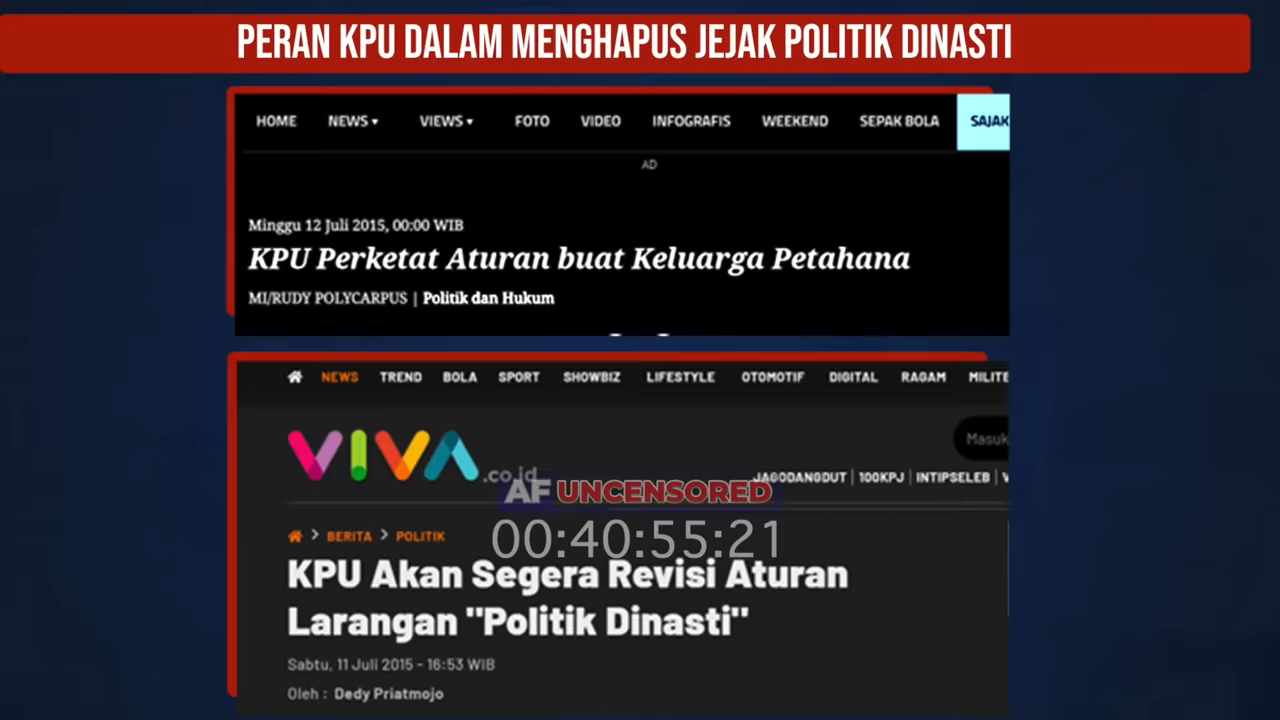 PERAN KPU DALAM MENGHAPUS JEJAK POLITIK DINASTI
HOME NEWS VIEWS FOTO VIDEO INFOGRAFIS WEEKEND SEPAK BOLA SAJAK
AD
Minggu 12 Juli 2015, 00:00 WIB
KPU Perketat Aturan buat Keluarga Petahana
MI/RUDY POLYCARPUS | Politik dan Hukum
NEWS TREND BOLA SPORT SHOWBIZ LIFESTYLE OTOMOTIF DIGITAL RAGAM MILITE
VIVA.co.id
Masuk
JAGODANGDUT | 100KPJ | INTIPSELEB |
AF UNCENSORED
00:40:55:21
> BERITA > POLITIK
KPU Akan Segera Revisi Aturan
Larangan "Politik Dinasti"
Sabtu, 11 Juli 2015 - 16:53 WIB
Oleh : Dedy Priatmojo